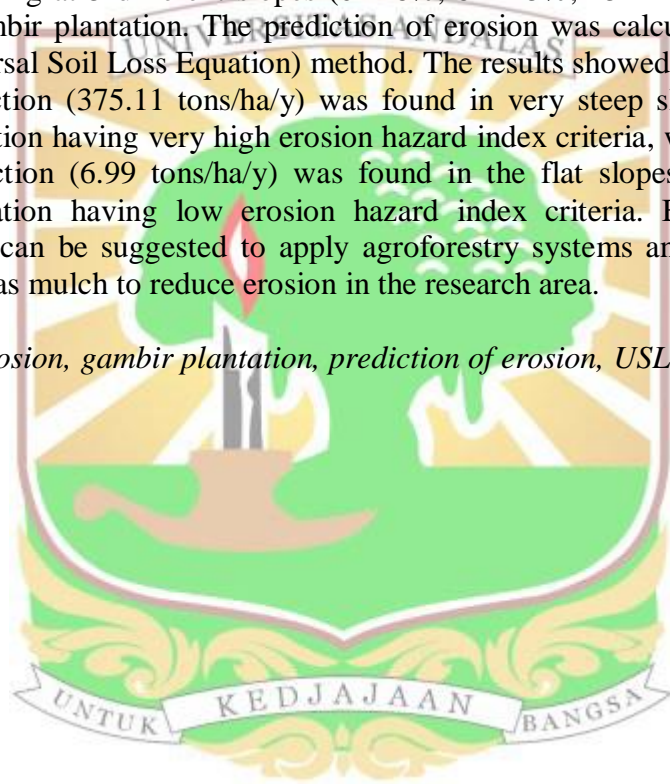 mbir plantation. The prediction of erosion was calcu
UNIVERSITAS ANDALAS
rsal Soil Loss Equation) method. The results showed
ction (375.11 tons/ha/y) was found in very steep s
tion having very high erosion hazard index criteria, w
ction (6.99 tons/ha/y) was found in the flat slopes
ation having low erosion hazard index criteria.
can be suggested to apply agroforestry systems an
as mulch to reduce erosion in the research area.
osion, gambir plantation, prediction of erosion, USL
UNTUK KEDJAJAAN BANGSA